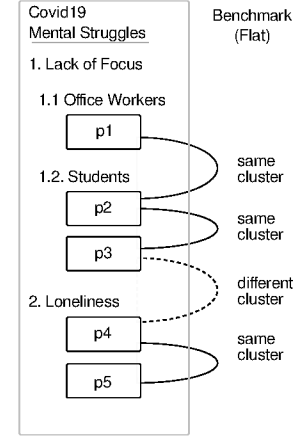 Covid19
Mental Struggles
Benchmark
(Flat)
1. Lack of Focus
1.1 Office Workers
p1
same
cluster
1.2. Students
p2
same
cluster
p3
different
cluster
2. Loneliness
p4
same
cluster
p5